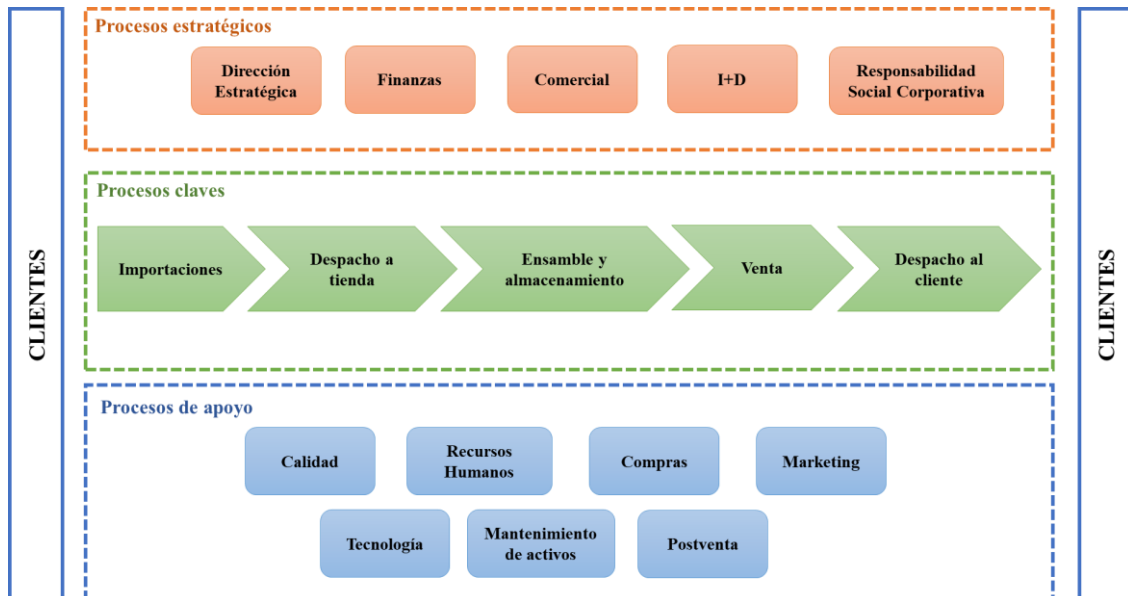 CLIENTES
Procesos estratégicos
Dirección
Estratégica
Finanzas
Comercial
I+D
Responsabilidad
Social Corporativa
Procesos claves
Importaciones
Despacho a
tienda
Ensamble y
almacenamiento
Venta
Despacho al
cliente
Procesos de apoyo
Calidad
Recursos
Humanos
Compras
Marketing
Tecnología
Mantenimiento
de activos
Postventa
CLIENTES